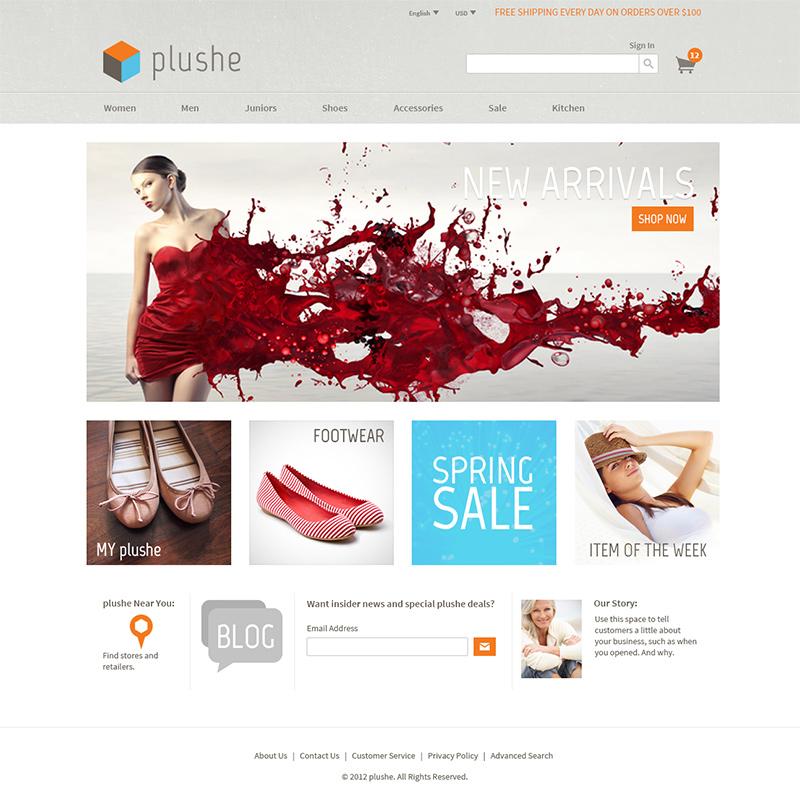 English USD FREE SHIPPING EVERY DAY ON ORDERS OVER $100
plushe
Sign In
12
Women Men Juniors Shoes Accessories Sale Kitchen
NEW ARRIVALS
SHOP NOW
MY plushe
FOOTWEAR
SPRING
SALE
ITEM OF THE WEEK
plushe Near You:
Find stores and
retailers.
BLOG
Want insider news and special plushe deals?
Email Address
Our Story:
Use this space to tell
customers a little about
your business, such as when
you opened. And why.
About Us | Contact Us | Customer Service | Privacy Policy | Advanced Search
© 2012 plushe. All Rights Reserved.